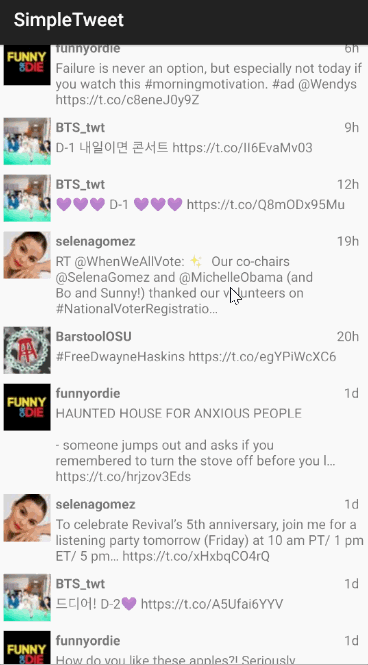 SimpleTweet
funnyordie 6h
Failure is never an option, but especially not today if
you watch this #morningmotivation. #ad @Wendys
https://t.co/c8eneJ0y9Z
BTS_twt 9h
D-1 내일이면 콘서트 https://t.co/II6EvaMv03
BTS_twt 12h
💜💜💜 D-1 💜💜💜 https://t.co/Q8mODx95Mu
selenagomez 19h
RT @WhenWeAllVote: ✨ Our co-chairs
@SelenaGomez and @MichelleObama (and
Bo and Sunny!) thanked our volunteers on
#NationalVoterRegistratio…
BarstoolOSU 20h
#FreeDwayneHaskins https://t.co/egYPiWcXC6
funnyordie 1d
HAUNTED HOUSE FOR ANXIOUS PEOPLE
- someone jumps out and asks if you
remembered to turn the stove off before you l…
https://t.co/hrjzov3Eds
selenagomez 1d
To celebrate Revival’s 5th anniversary, join me for a
listening party tomorrow (Friday) at 10 am PT/ 1 pm
ET/ 5 pm… https://t.co/xHxbqCO4rQ
BTS_twt 1d
드디어! D-2💜 https://t.co/A5Ufai6YYV
funnyordie 1d
How do you like these apples?! Seriously
FUNNY
OR DIE
FUNNY
OR DIE
FUNNY